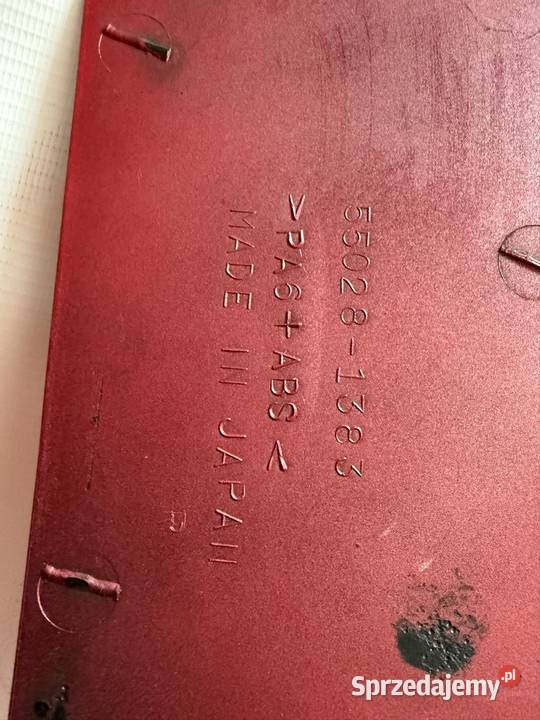 55028-1383
>PA6+ABS<
MADE IN JAPAN
R
Sprzedajemy.pl